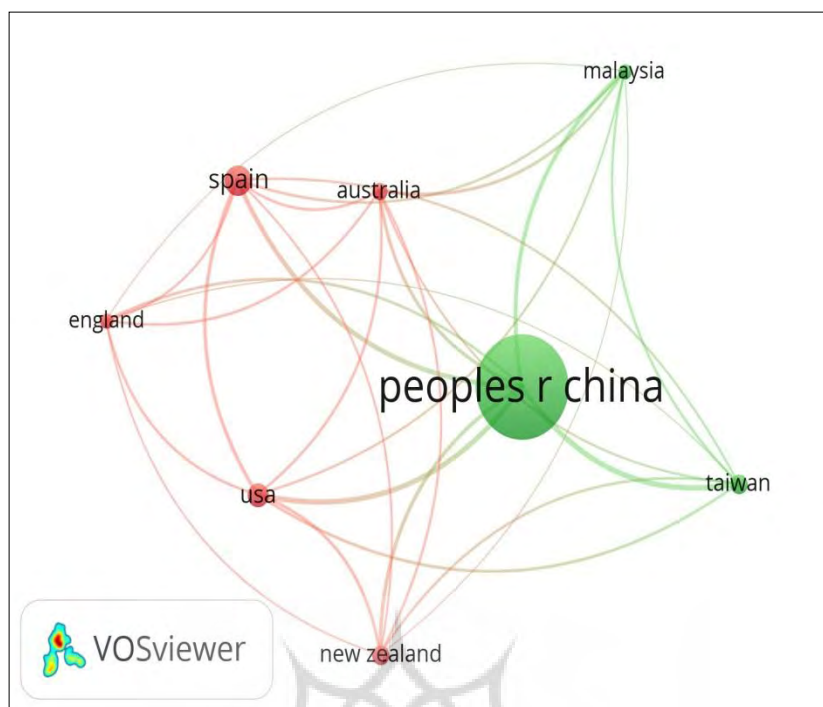 malaysia
spain
australia
england
peoples r china
usa
taiwan
new zealand
VOSviewer